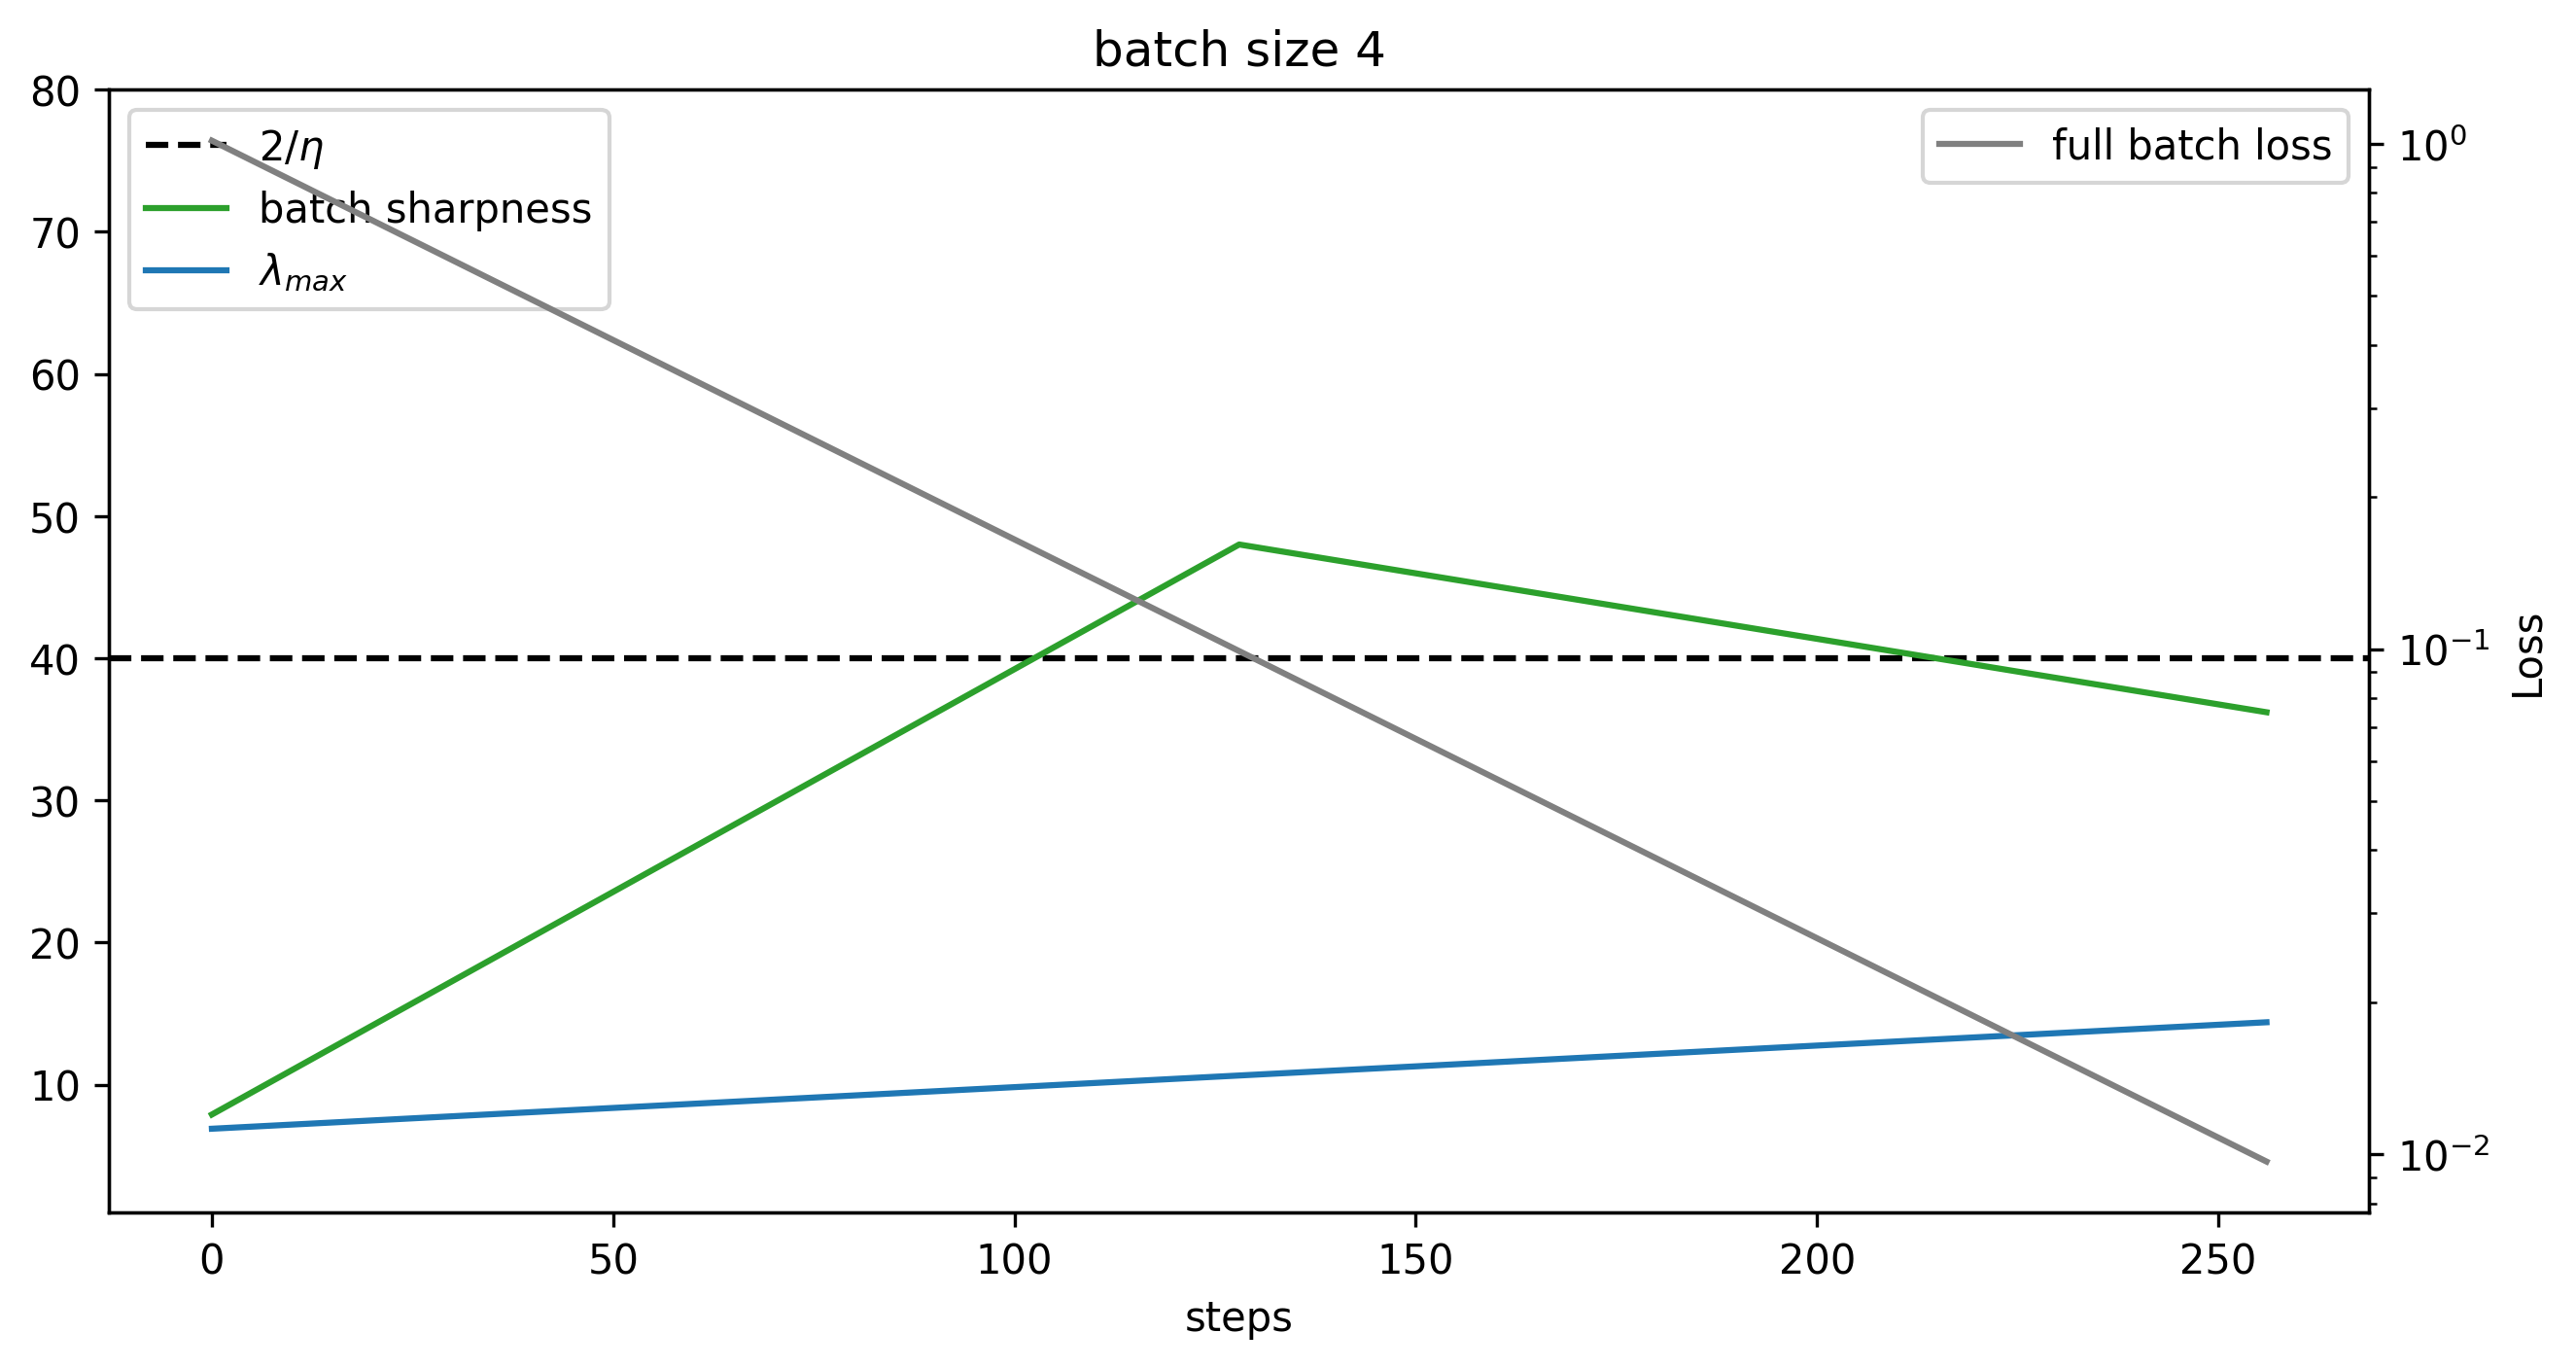 batch size 4
80
70
60
50
40
30
20
10
2/η
batch sharpness
λmax
full batch loss
10⁰
10⁻¹
10⁻²
Loss
0 50 100 150 200 250
steps